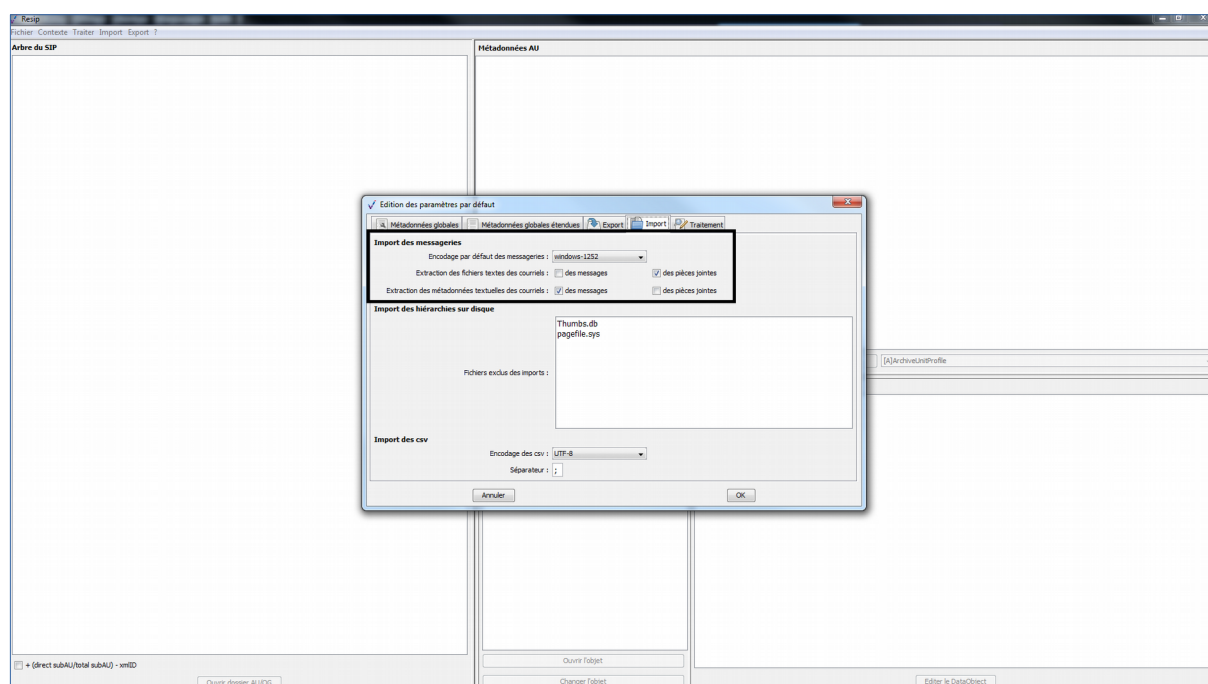 Resip
Fichier Contexte Traiter Import Export ?
Arbre du SIP
Métadonnées AU
Edition des paramètres par défaut
Métadonnées globales Métadonnées globales étendues Export Import Traitement
Import des messageries
Encodage par défaut des messageries : windows-1252
Extraction des fichiers textes des courriels : des messages des pièces jointes
Extraction des métadonnées textuelles des courriels : des messages des pièces jointes
Import des hiérarchies sur disque
Thumbs.db
pagefile.sys
[A]ArchiveUnitProfile
Fichiers exclus des imports :
Import des csv
Encodage des csv : UTF-8
Séparateur : ;
Annuler OK
Ouvrir l'objet
+ (direct subAU/total subAU) - xmlID
Ouvrir dossier AU/OG
Changer l'objet
Editer le DataObject